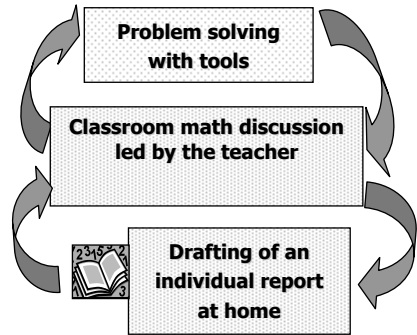 Problem solving
with tools
Classroom math discussion
led by the teacher
Drafting of an
individual report
at home